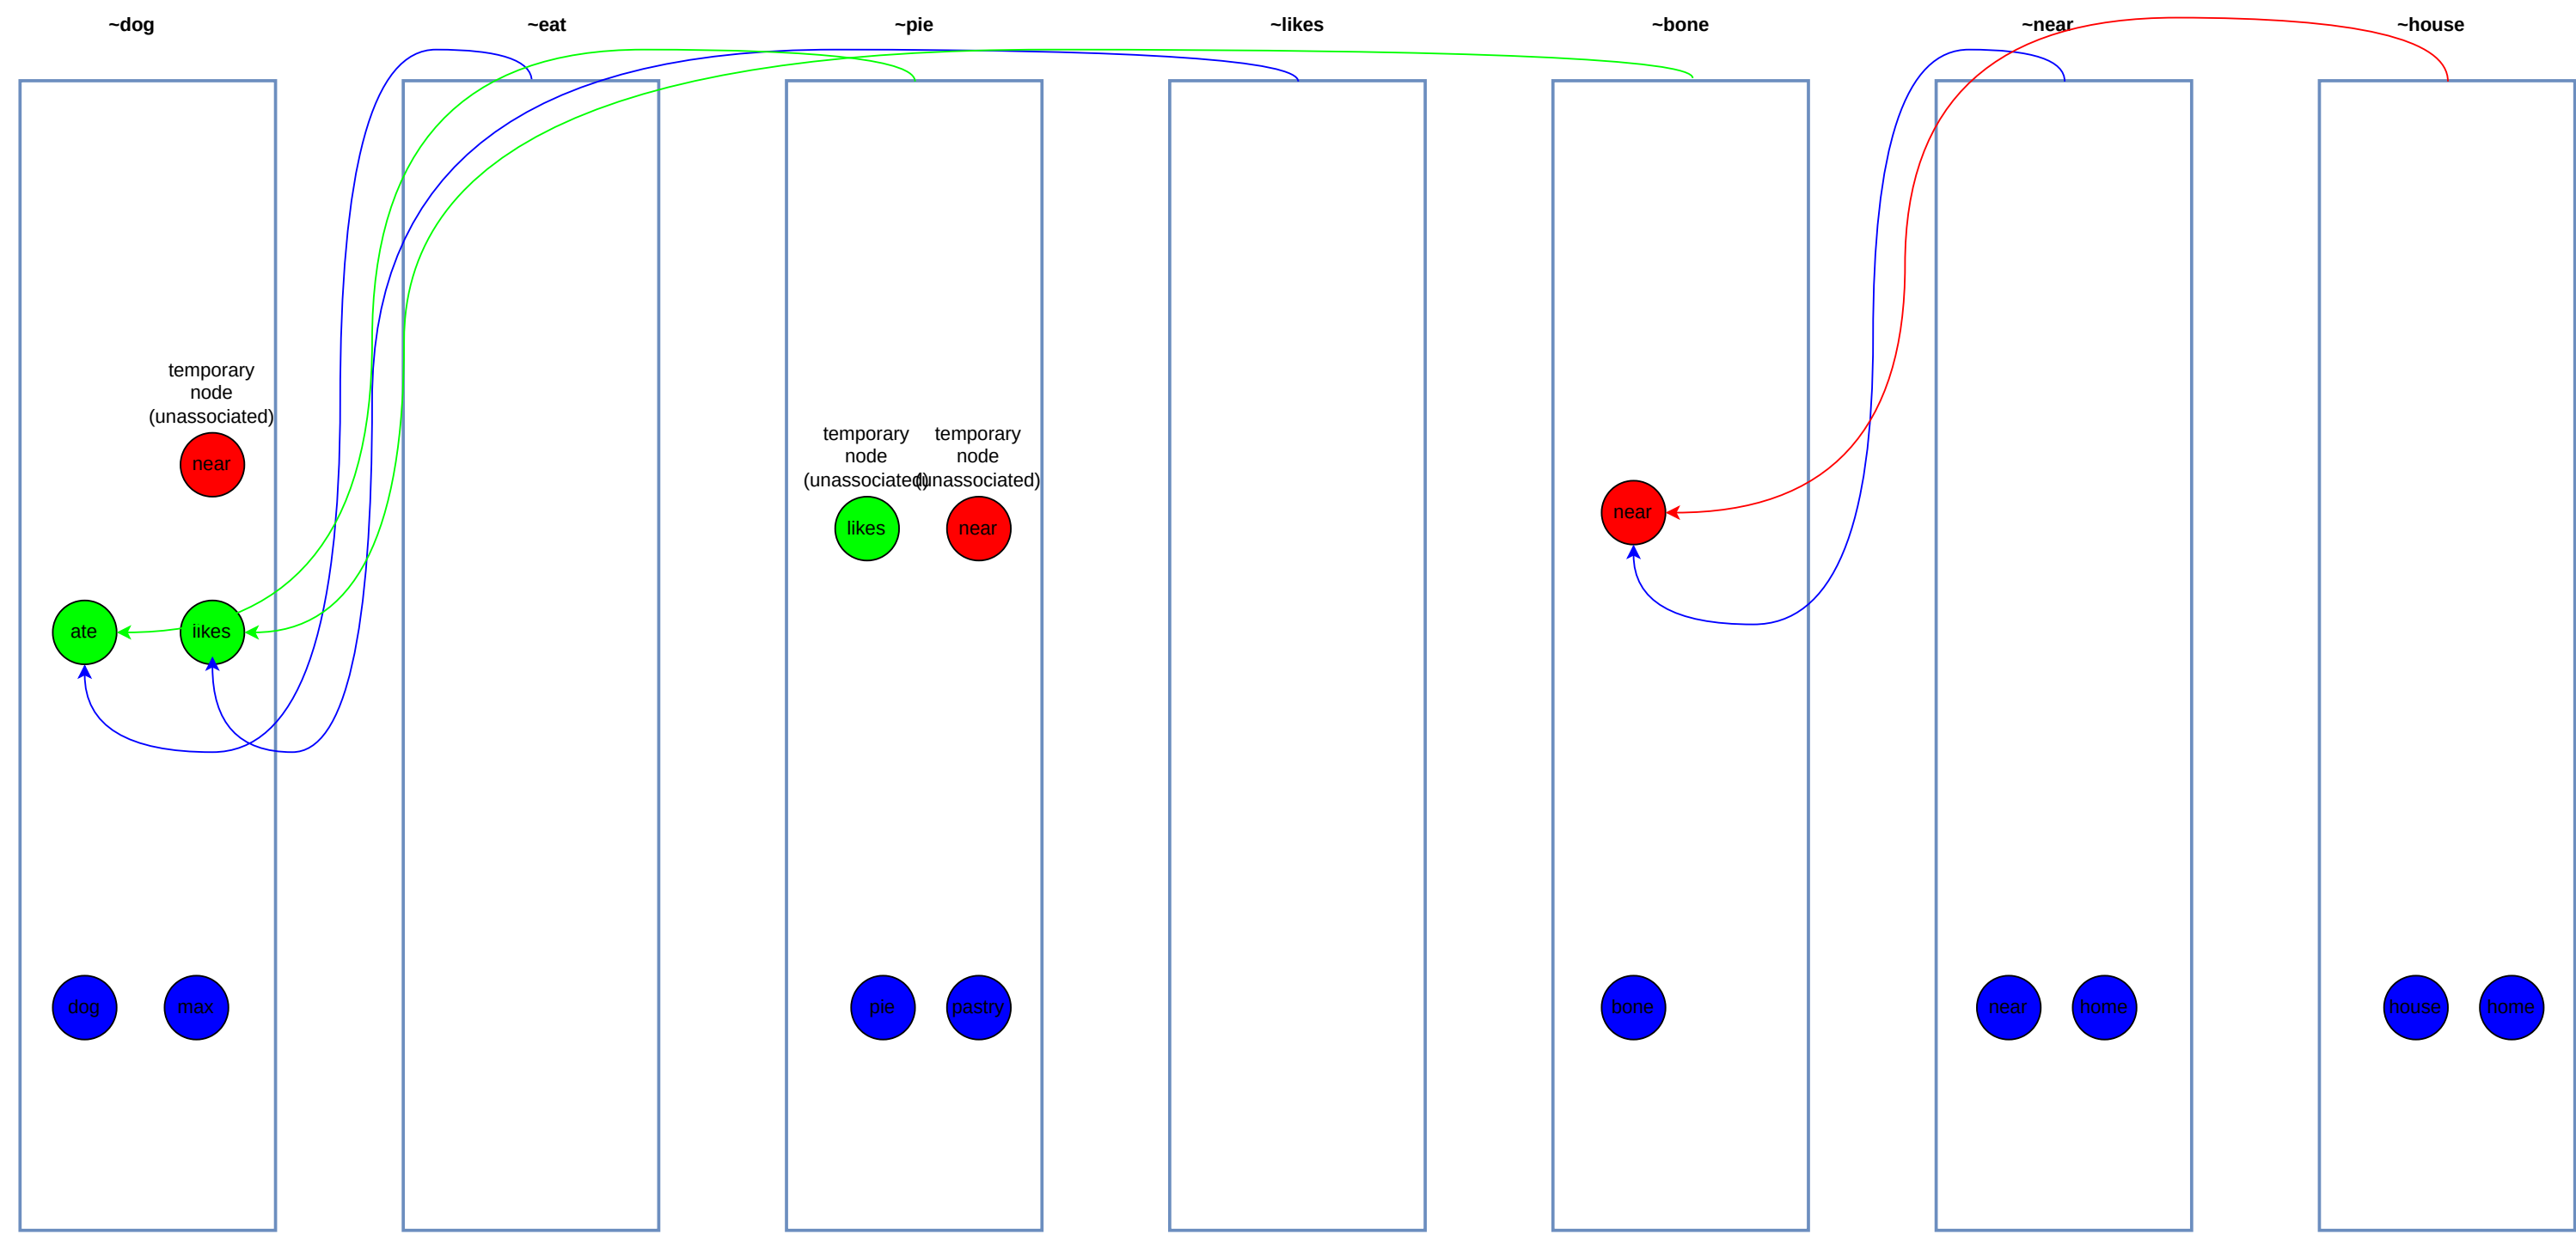 ~dog
~eat
~pie
~likes
~bone
~near
~house
temporary
node
(unassociated)
near
temporary
node
(unassociated)
likes
temporary
node
(unassociated)
near
near
ate
likes
dog
max
pie
pastry
bone
near
home
house
home